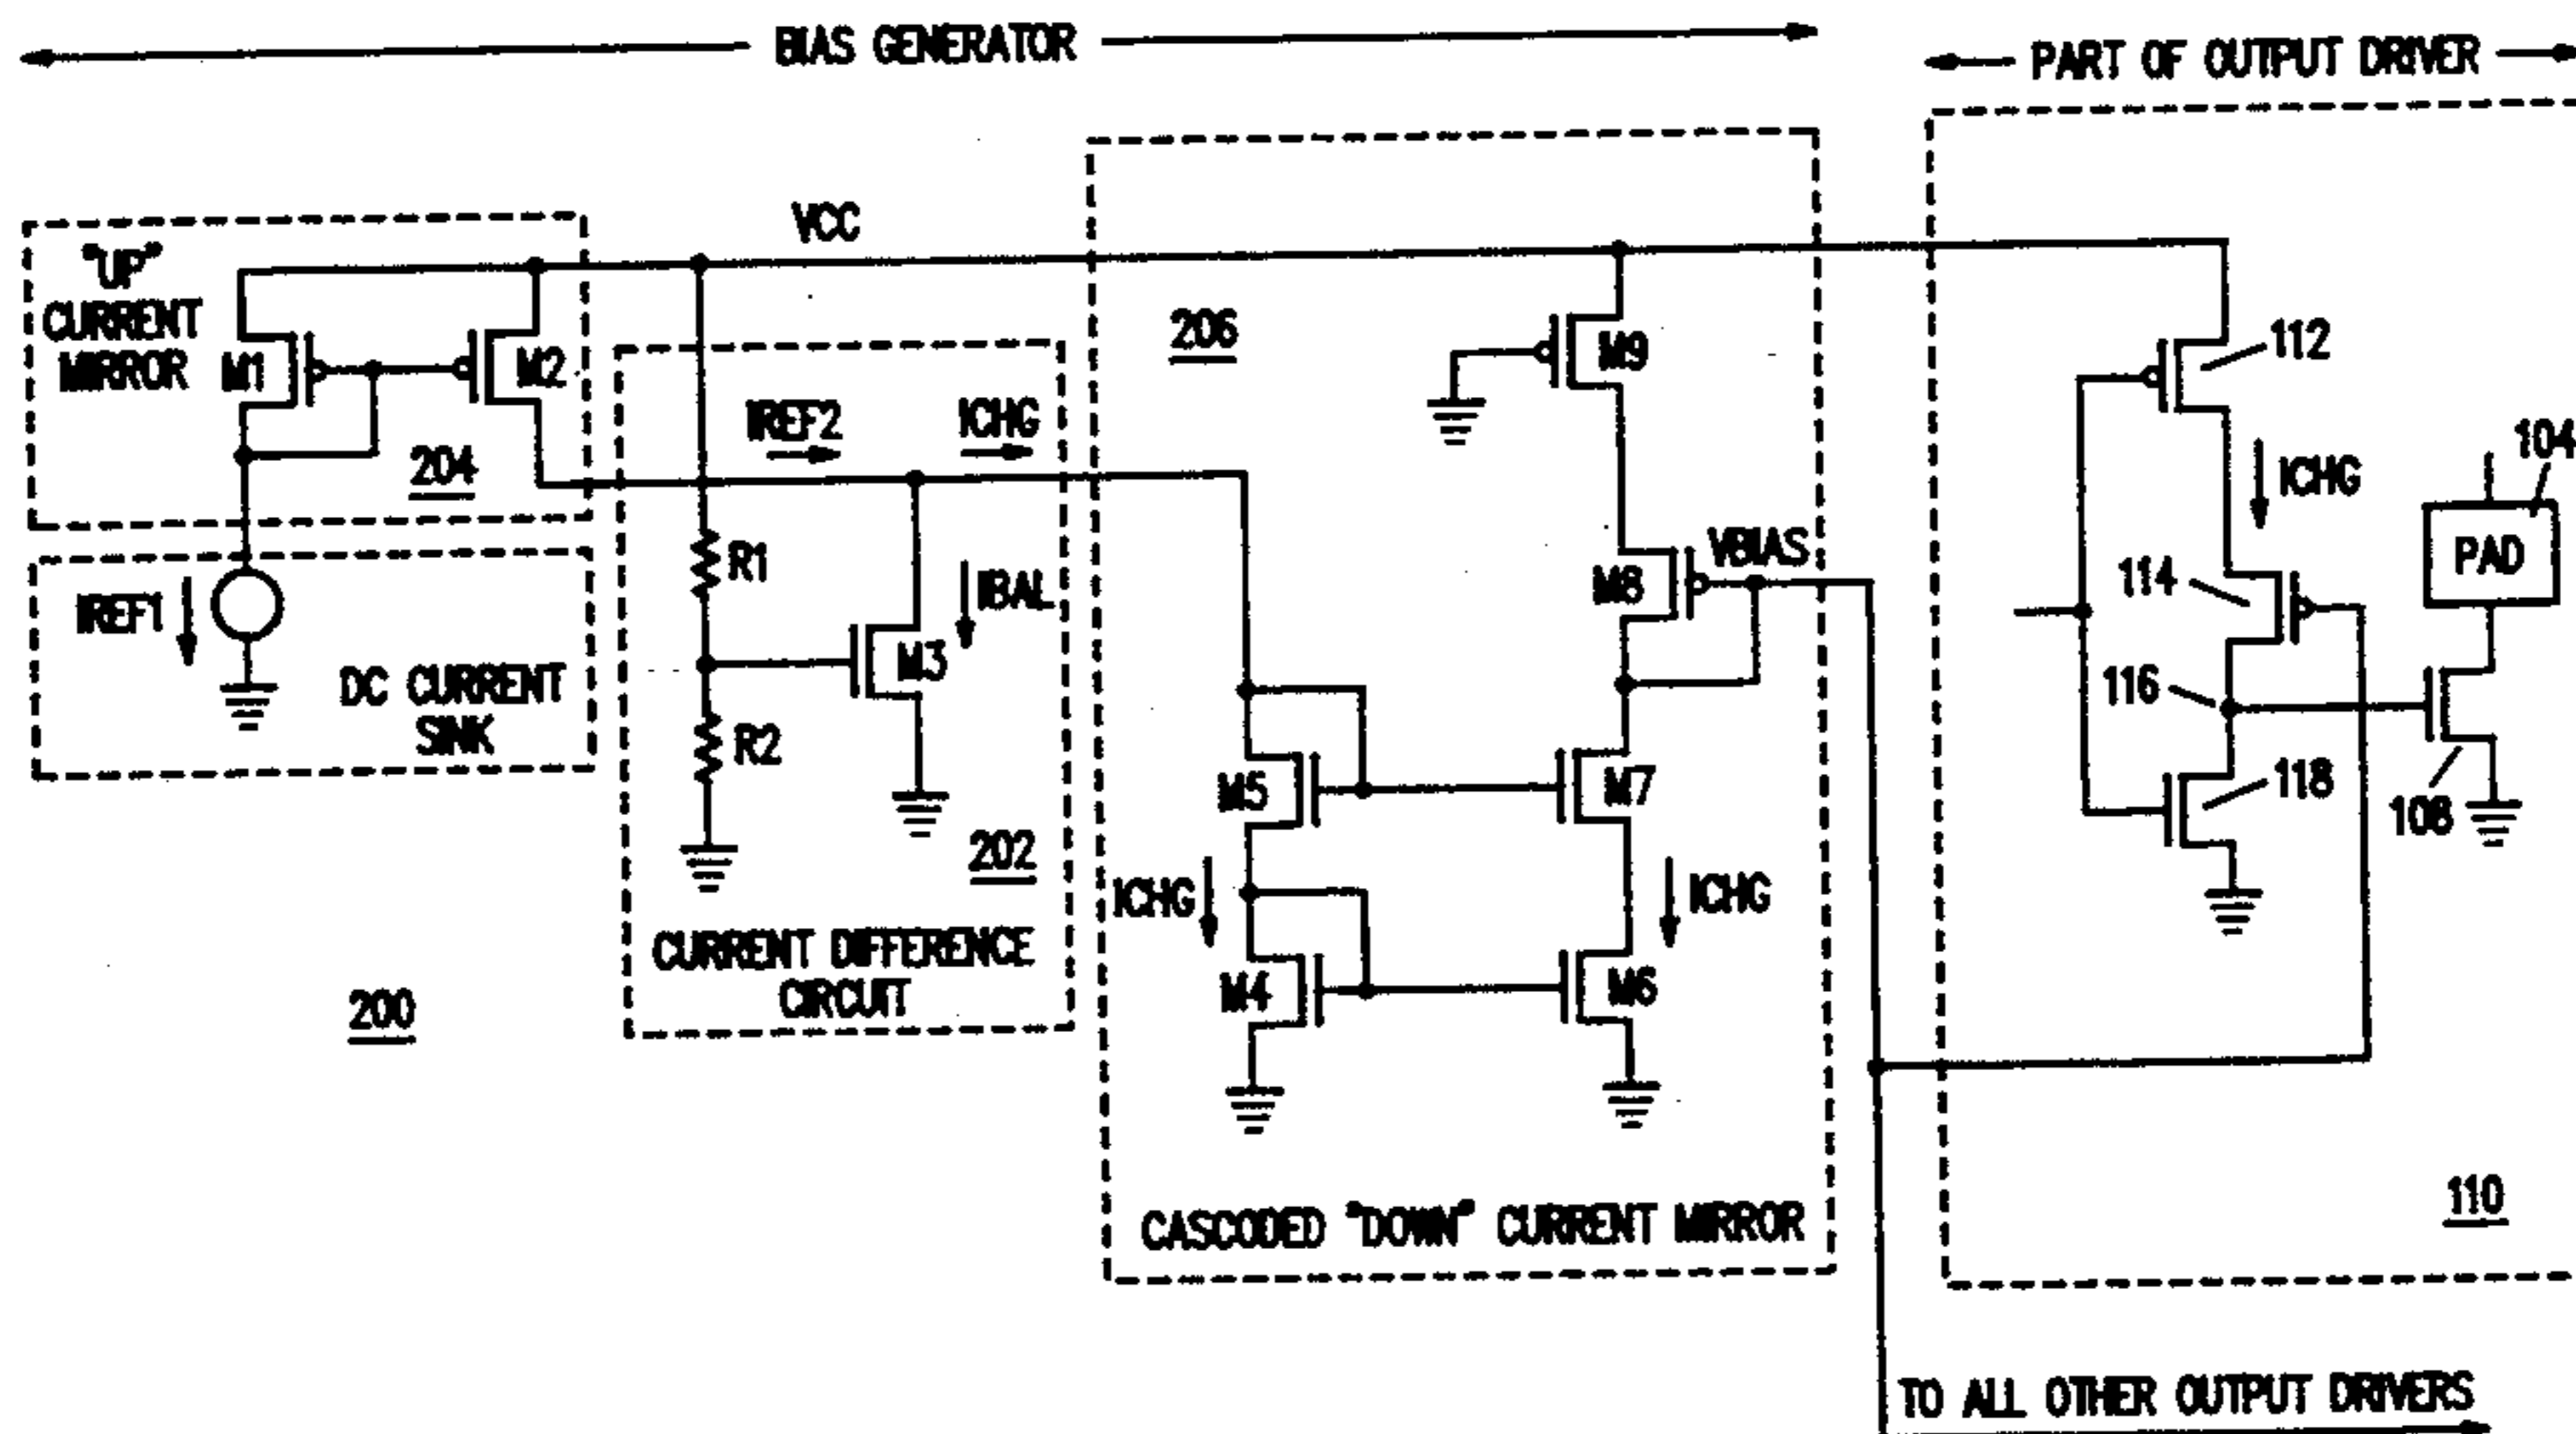 BIAS GENERATOR
PART OF OUTPUT DRIVER
VCC
"UP"
CURRENT
MIRROR
M1
M2
204
IREF1
DC CURRENT
SINK
IREF2
ICHG
R1
IBAL
M3
R2
202
CURRENT DIFFERENCE
CIRCUIT
200
206
M9
VBIAS
M8
M5
M7
ICHG
ICHG
M4
M6
CASCODED "DOWN" CURRENT MIRROR
112
ICHG
104
PAD
114
116
118
108
110
TO ALL OTHER OUTPUT DRIVERS